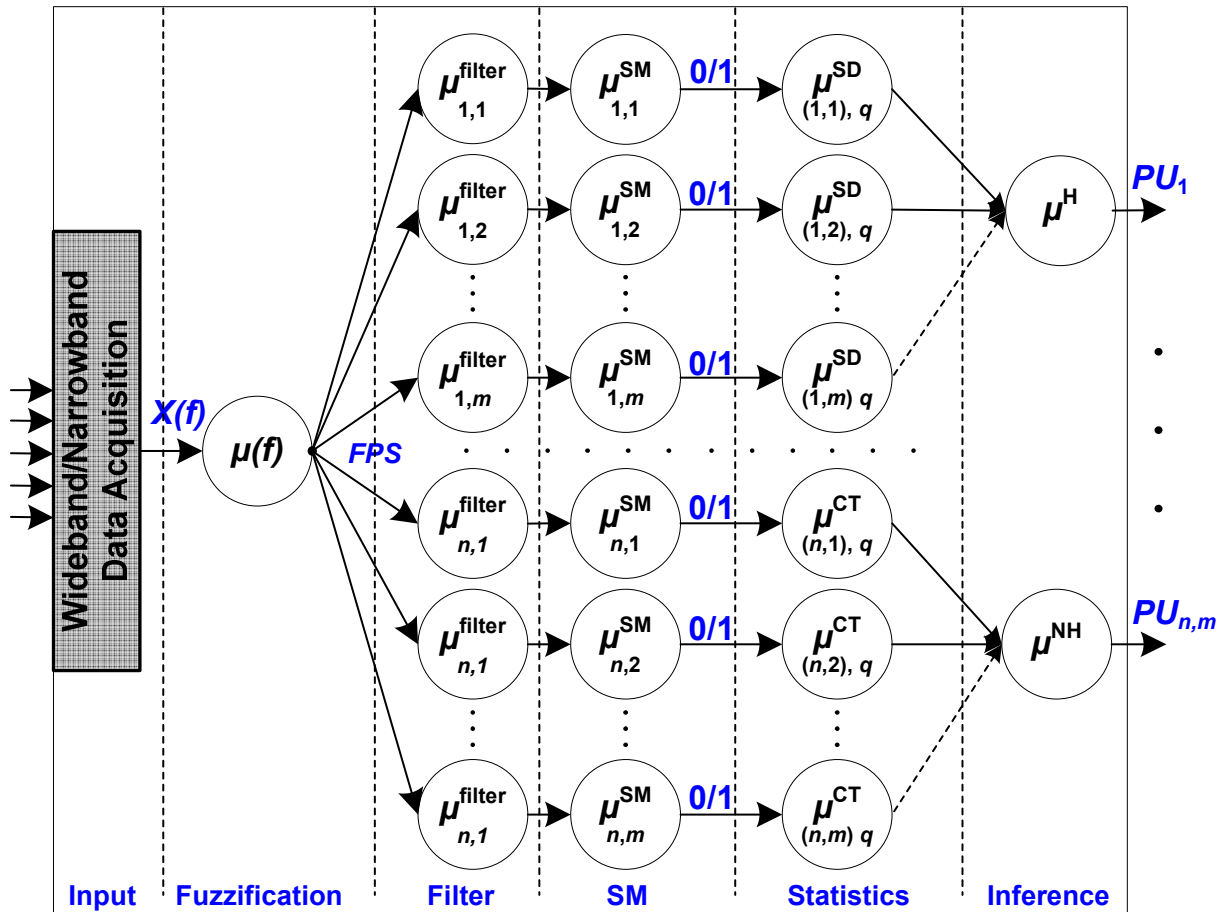 Wideband/Narrowband
Data Acquisition
X(f)
μ(f)
FPS
μ filter 1,1
μ SM 1,1
0/1
μ SD (1,1), q
μ filter 1,2
μ SM 1,2
0/1
μ SD (1,2), q
μ filter 1,m
μ SM 1,m
0/1
μ SD (1,m) q
μ H
PU1
μ filter n,1
μ SM n,1
0/1
μ CT (n,1), q
μ filter n,1
μ SM n,2
0/1
μ CT (n,2), q
μ filter n,1
μ SM n,m
0/1
μ CT (n,m) q
μ NH
PUn,m
Input
Fuzzification
Filter
SM
Statistics
Inference